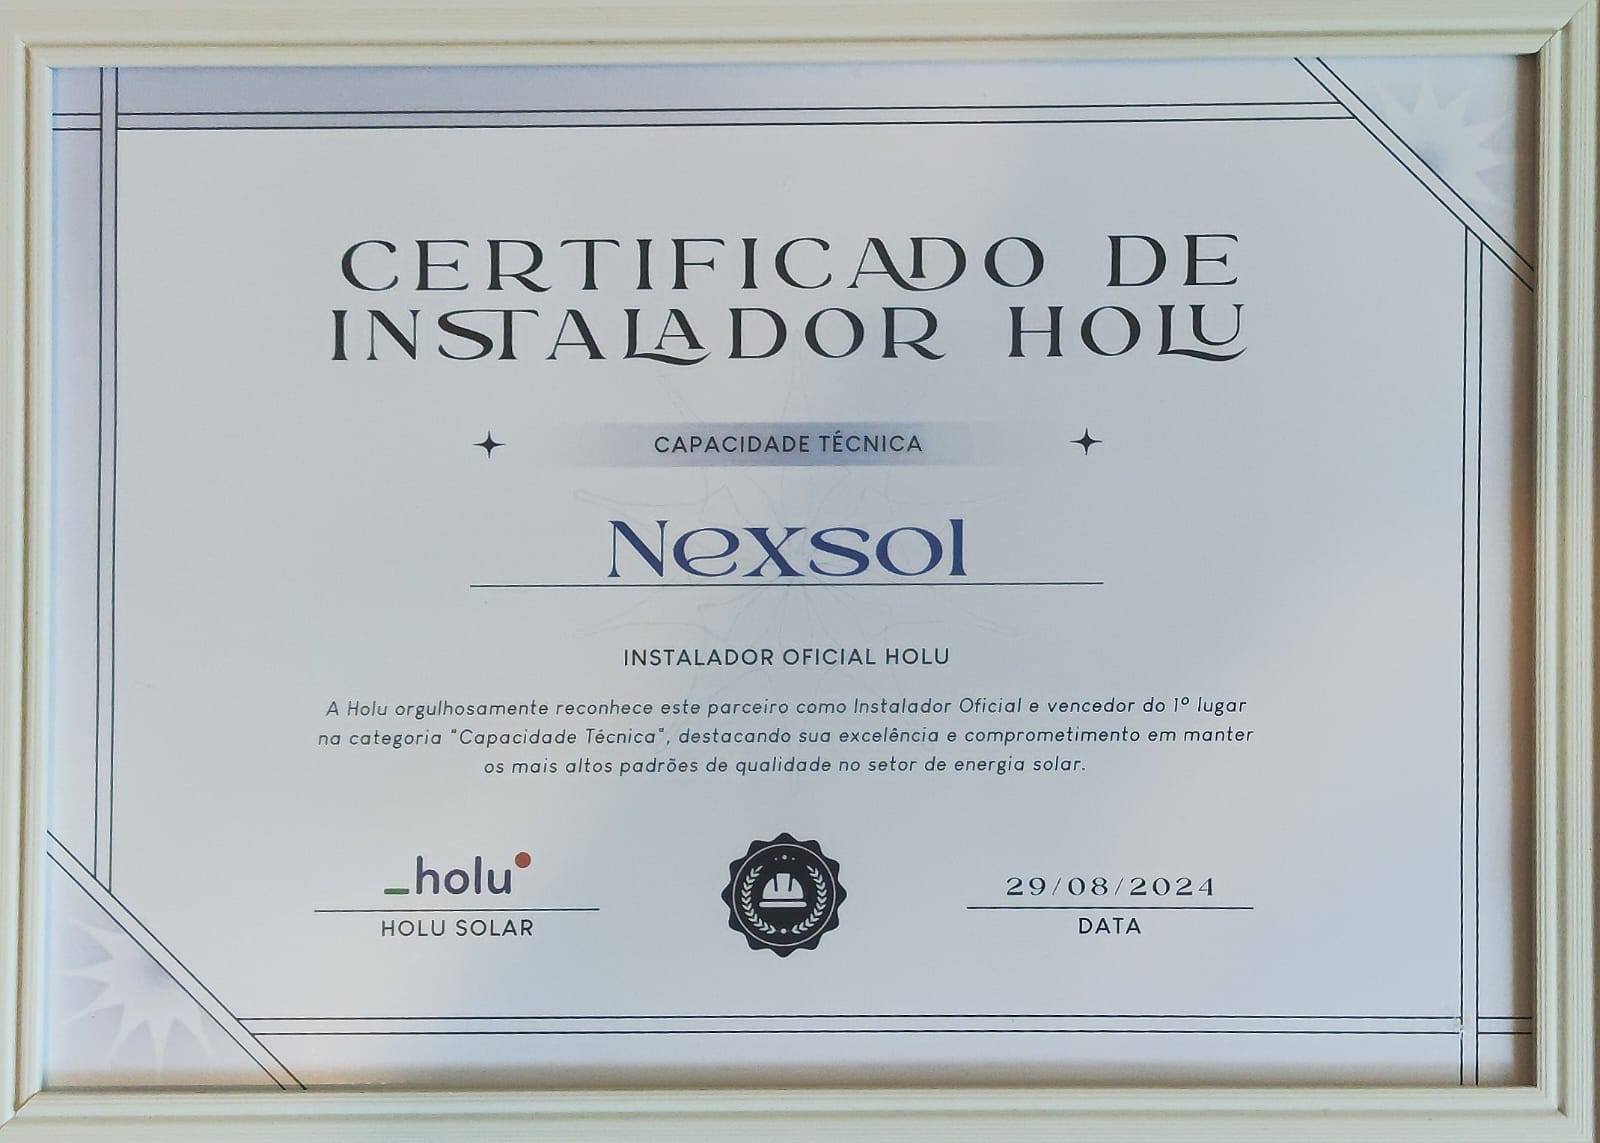 CERTIFICADO DE
INSTALADOR HOLU
CAPACIDADE TÉCNICA
Nexsol
INSTALADOR OFICIAL HOLU
A Holu orgulhosamente reconhece este parceiro como Instalador Oficial e vencedor do 1º lugar
na categoria "Capacidade Técnica", destacando sua excelência e comprometimento em manter
os mais altos padrões de qualidade no setor de energia solar.
_holu
HOLU SOLAR
29/08/2024
DATA